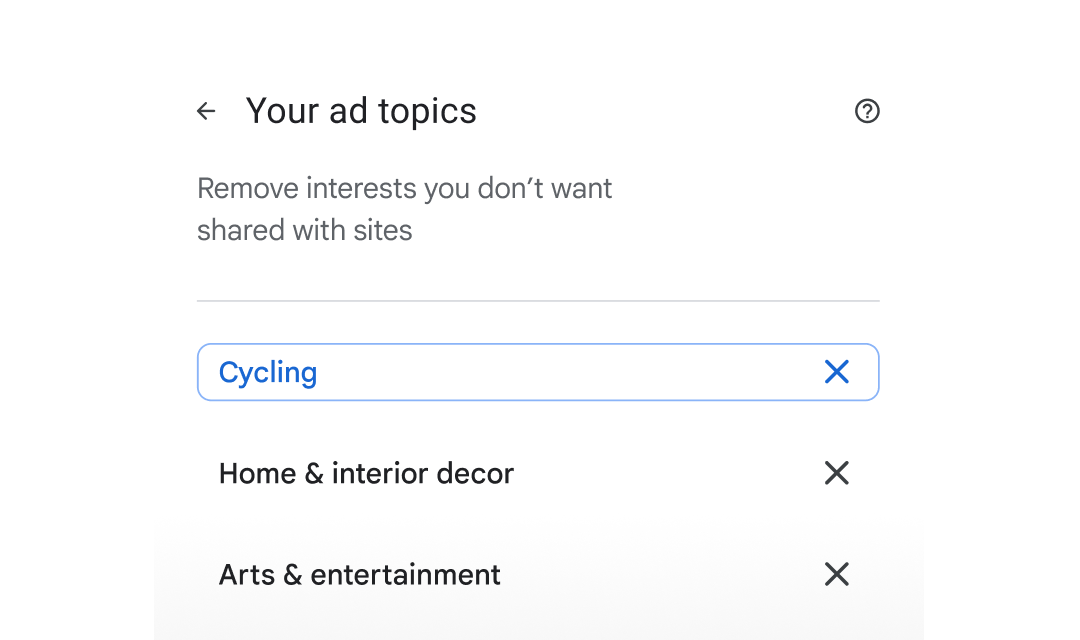 Your ad topics
Remove interests you don’t want
shared with sites
Cycling
Home & interior decor
Arts & entertainment